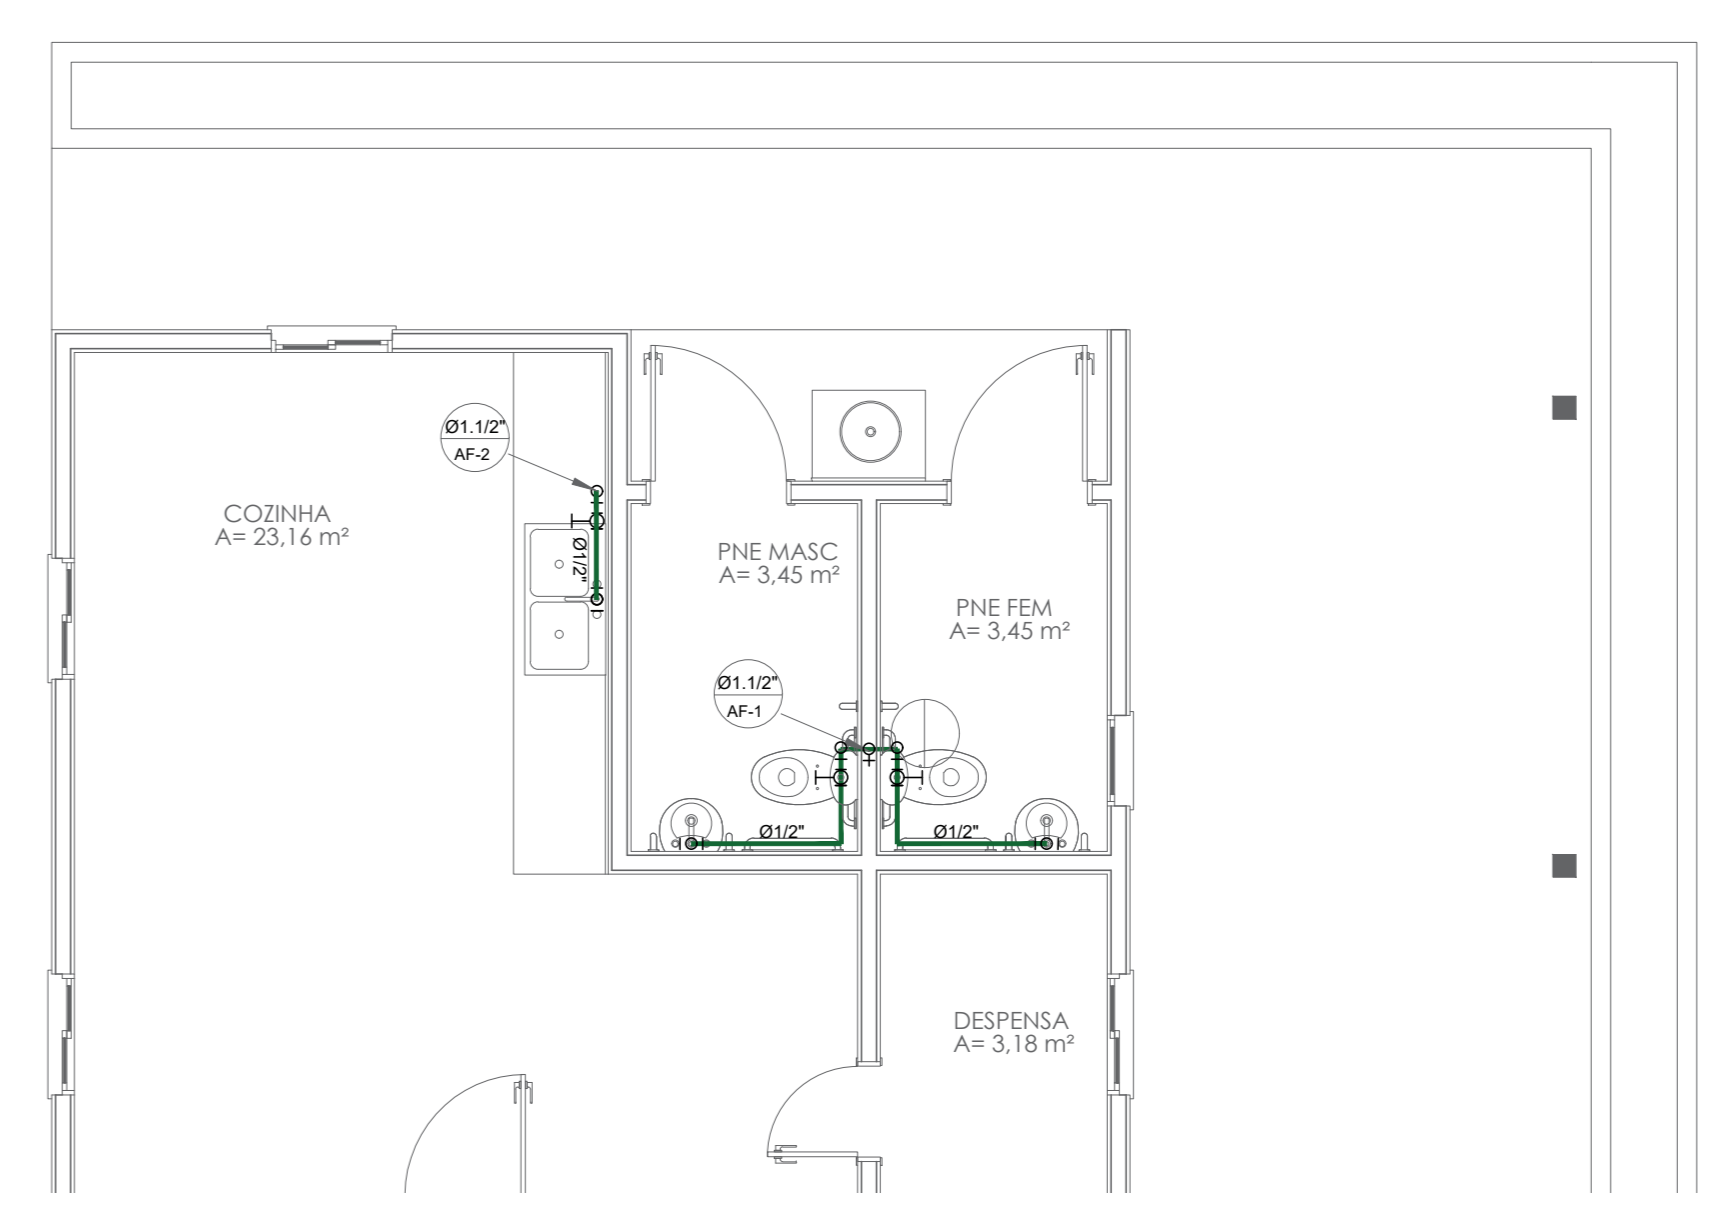 Ø1.1/2"
AF-2
COZINHA
A= 23,16 m²
Ø1/2"
PNE MASC
A= 3,45 m²
PNE FEM
A= 3,45 m²
Ø1.1/2"
AF-1
Ø1/2"
Ø1/2"
DESPENSA
A= 3,18 m²